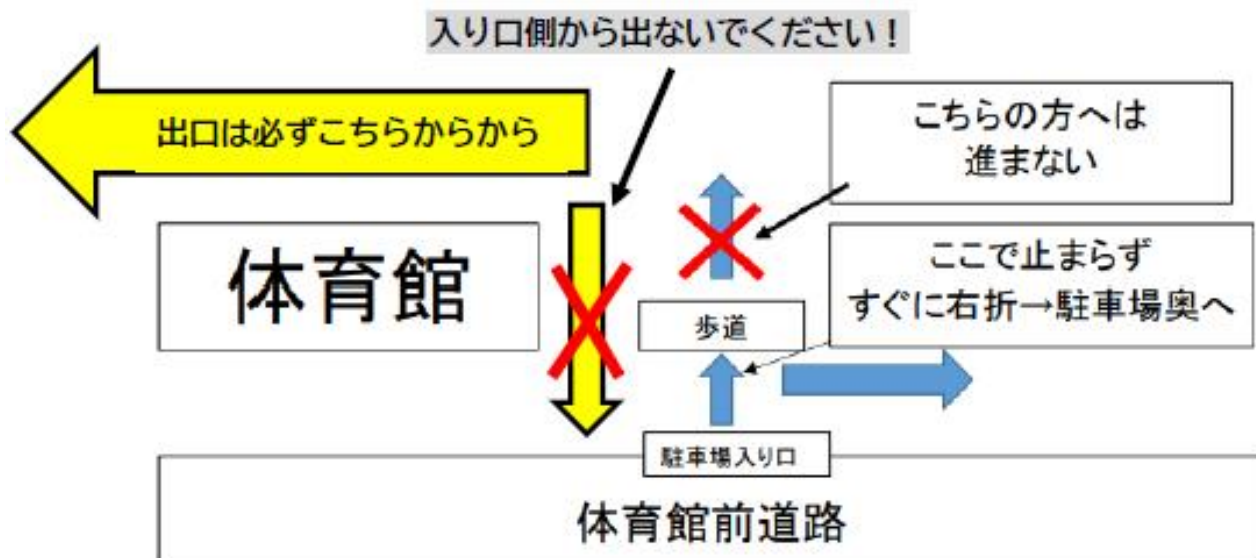 入り口側から出ないでください！
出口は必ずこちらからから
こちらの方へは
進まない
体育館
ここで止まらず
すぐに右折→駐車場奥へ
歩道
駐車場入り口
体育館前道路